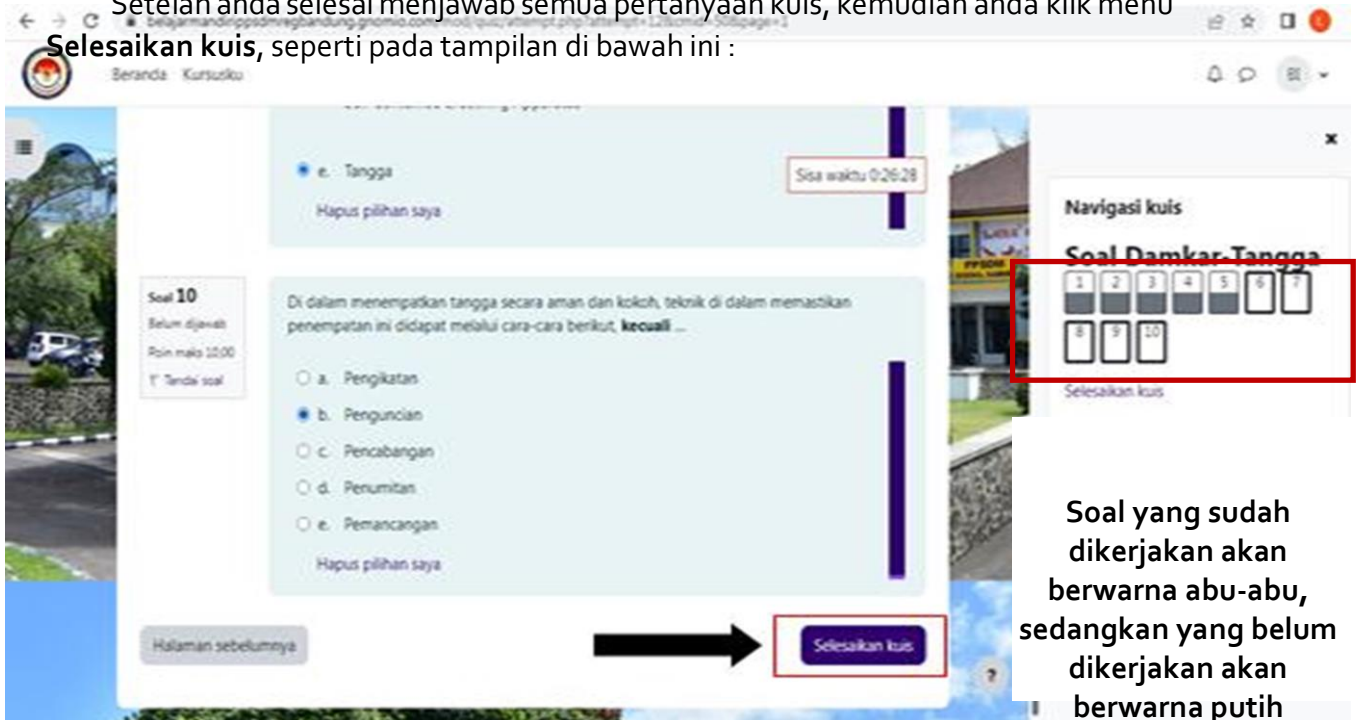 Setelah anda selesai menjawab semua pertanyaan kuis, kemudian anda klik menu
Selesaikan kuis, seperti pada tampilan di bawah ini :
Beranda Kursusku
e. Tangga
Sisa waktu 0:26:28
Hapus pilihan saya
Navigasi kuis
Soal Damkar-Tangga
1 2 3 4 5 6 7
8 9 10
Selesaikan kuis
Soal 10
Belum dijawab
Poin maks 10,00
Tandai soal
Di dalam menempatkan tangga secara aman dan kokoh, teknik di dalam memastikan
penempatan ini didapat melalui cara-cara berikut, kecuali ...
a. Pengikatan
b. Penguncian
c. Pencabangan
d. Penumitan
e. Pemancangan
Hapus pilihan saya
Halaman sebelumnya
Selesaikan kuis
?
Soal yang sudah
dikerjakan akan
berwarna abu-abu,
sedangkan yang belum
dikerjakan akan
berwarna putih